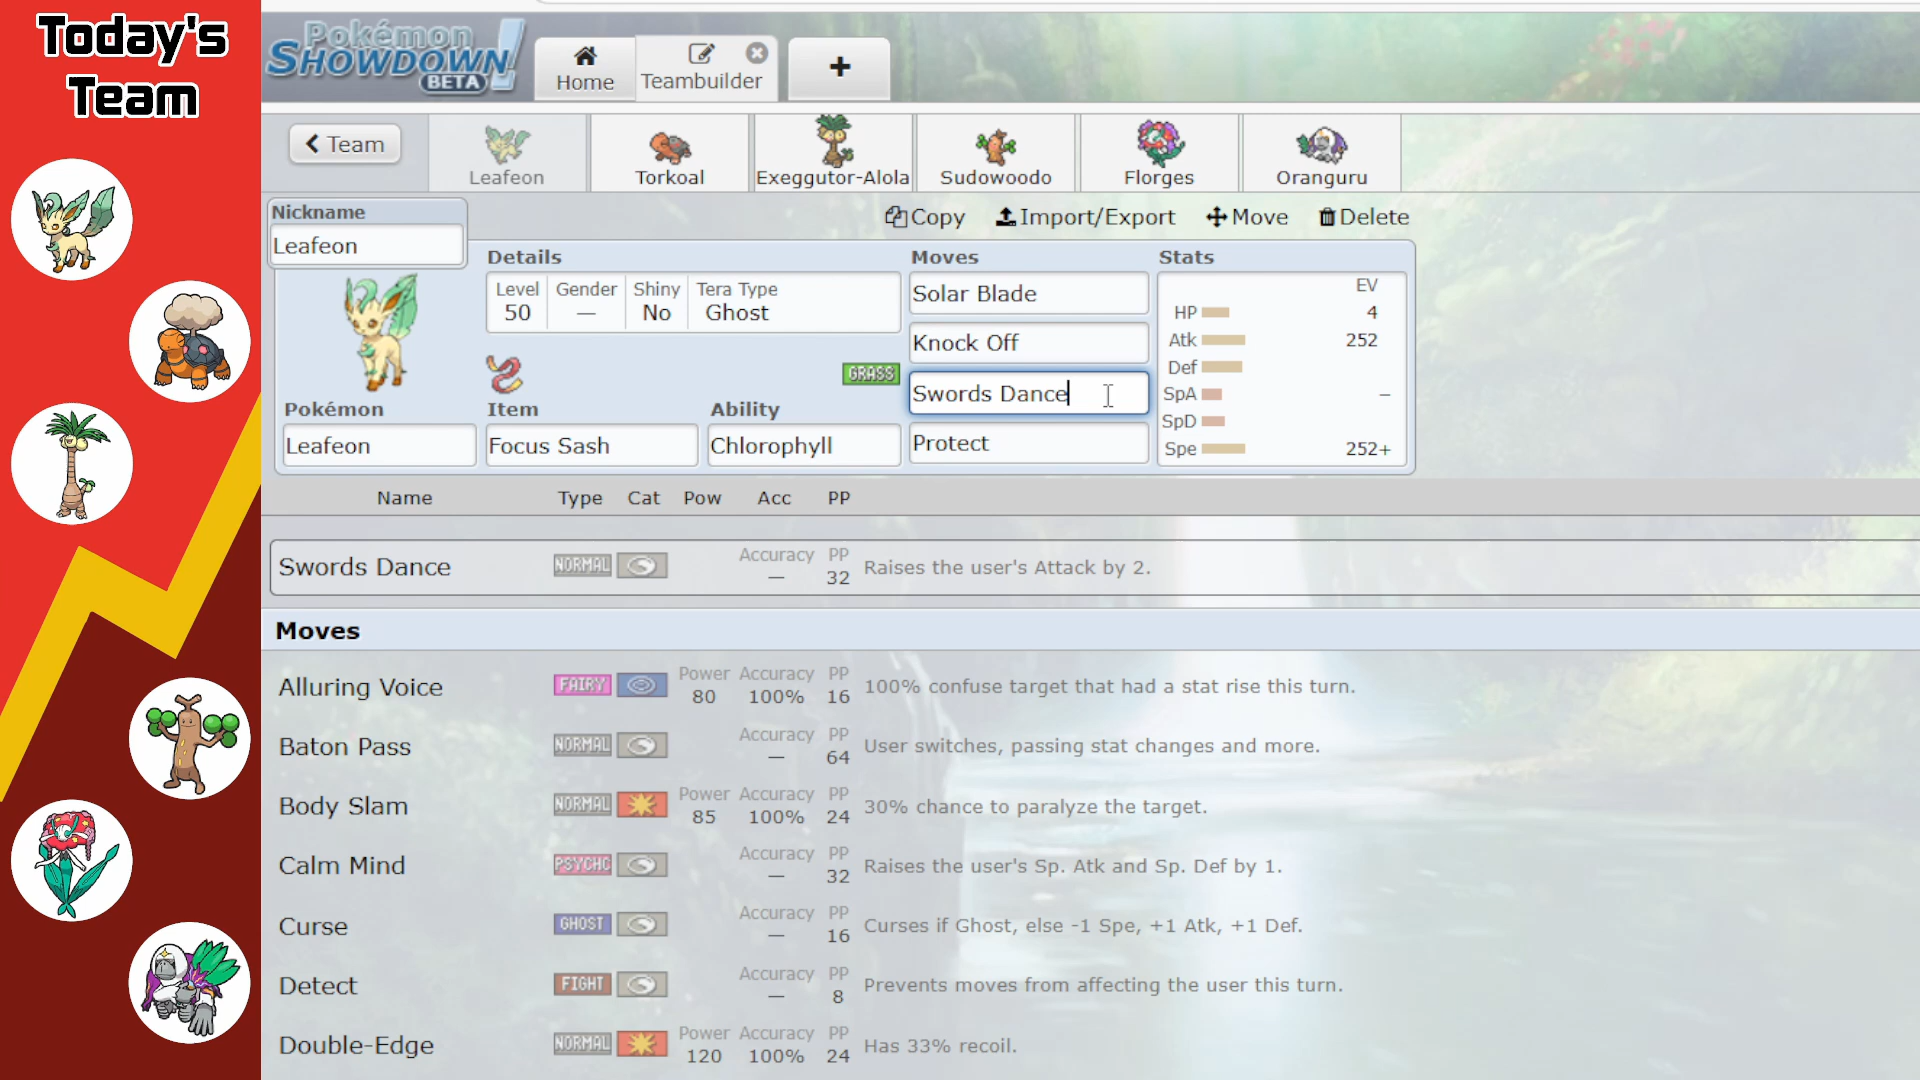 Today's
Team
Pokémon
SHOWDOWN!
BETA
Home
Teambuilder
+
Team
Leafeon
Torkoal
Exeggutor-Alola
Sudowoodo
Florges
Oranguru
Copy Import/Export Move Delete
Nickname
Leafeon
Details
Level Gender Shiny Tera Type
50 — No Ghost
GRASS
Pokémon
Leafeon
Item
Focus Sash
Ability
Chlorophyll
Moves
Solar Blade
Knock Off
Swords Dance
Protect
Stats
EV
HP 4
Atk 252
Def
SpA –
SpD
Spe 252+
Name Type Cat Pow Acc PP
Swords Dance NORMAL Accuracy — PP 32 Raises the user's Attack by 2.
Moves
Alluring Voice FAIRY Power 80 Accuracy 100% PP 16 100% confuse target that had a stat rise this turn.
Baton Pass NORMAL Accuracy — PP 64 User switches, passing stat changes and more.
Body Slam NORMAL Power 85 Accuracy 100% PP 24 30% chance to paralyze the target.
Calm Mind PSYCHC Accuracy — PP 32 Raises the user's Sp. Atk and Sp. Def by 1.
Curse GHOST Accuracy — PP 16 Curses if Ghost, else -1 Spe, +1 Atk, +1 Def.
Detect FIGHT Accuracy — PP 8 Prevents moves from affecting the user this turn.
Double-Edge NORMAL Power 120 Accuracy 100% PP 24 Has 33% recoil.